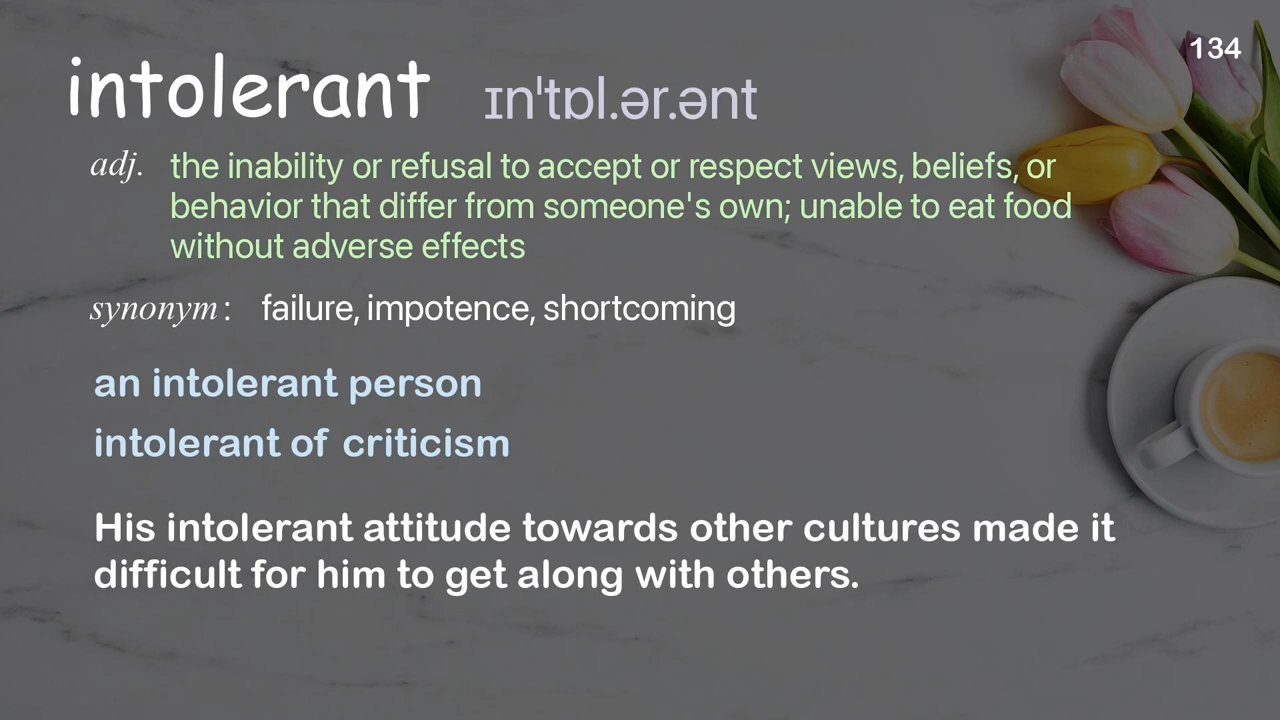 134
intolerant ɪnˈtɒl.ər.ənt
adj. the inability or refusal to accept or respect views, beliefs, or
behavior that differ from someone's own; unable to eat food
without adverse effects
synonym: failure, impotence, shortcoming
an intolerant person
intolerant of criticism
His intolerant attitude towards other cultures made it
difficult for him to get along with others.